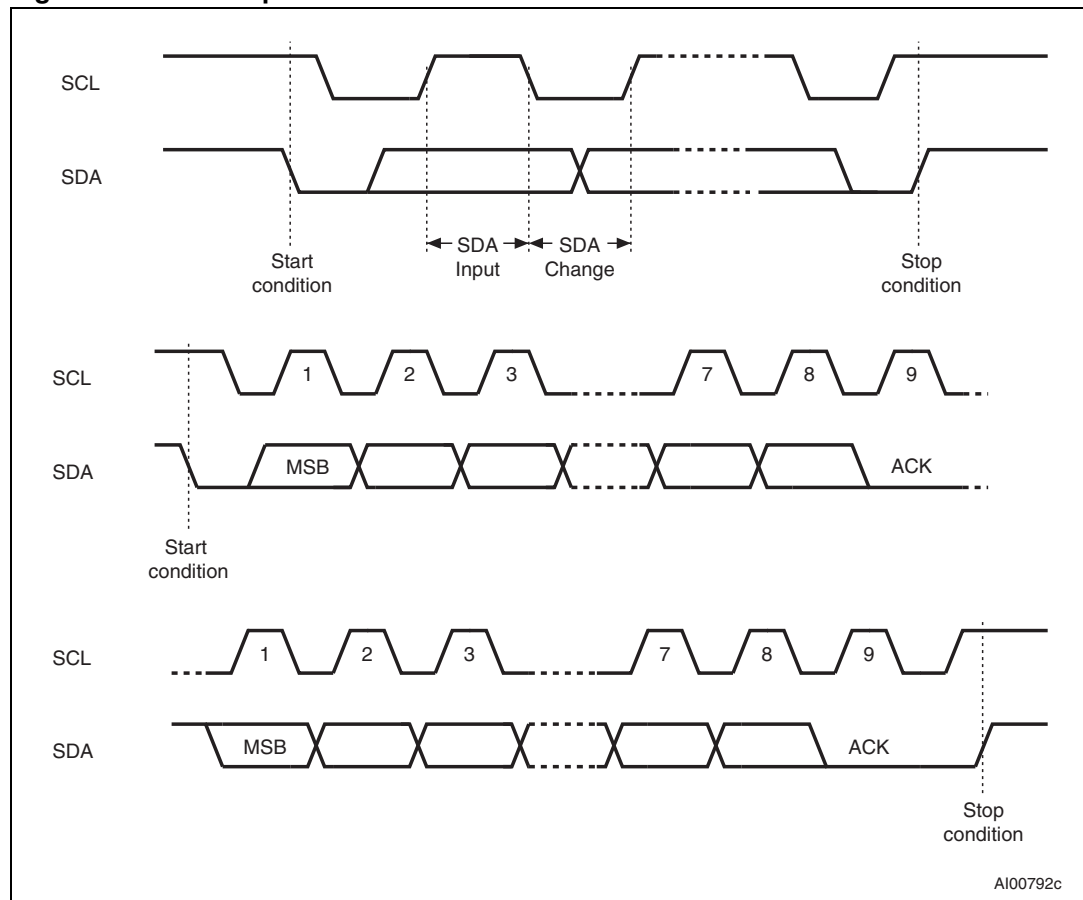 SCL
SDA
SDA
Input
SDA
Change
Start
condition
Stop
condition
SCL
1
2
3
7
8
9
SDA
MSB
ACK
Start
condition
SCL
1
2
3
7
8
9
SDA
MSB
ACK
Stop
condition
AI00792c